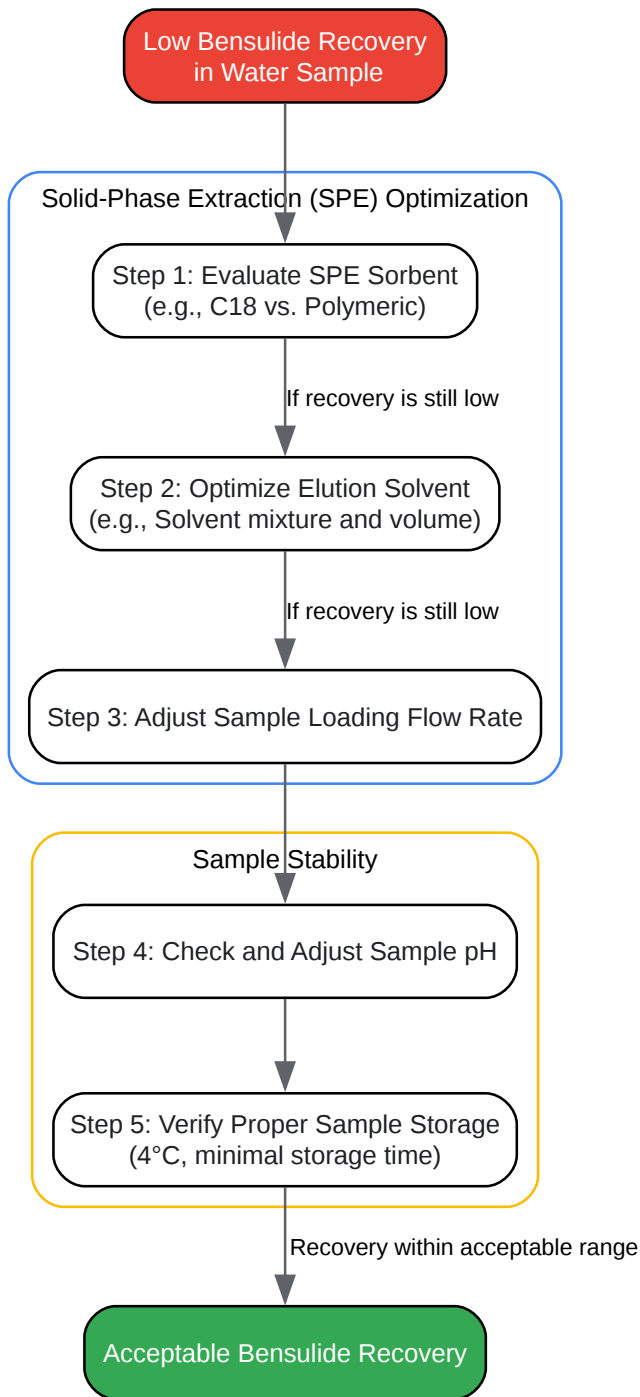 Low Bensulide Recovery
in Water Sample
Solid-Phase Extraction (SPE) Optimization
Step 1: Evaluate SPE Sorbent
(e.g., C18 vs. Polymeric)
If recovery is still low
Step 2: Optimize Elution Solvent
(e.g., Solvent mixture and volume)
If recovery is still low
Step 3: Adjust Sample Loading Flow Rate
Sample Stability
Step 4: Check and Adjust Sample pH
Step 5: Verify Proper Sample Storage
(4°C, minimal storage time)
Recovery within acceptable range
Acceptable Bensulide Recovery